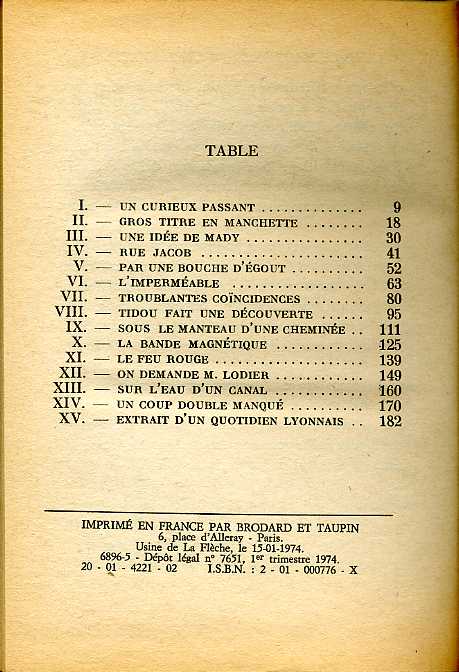 TABLE
I. — UN CURIEUX PASSANT ............. 9
II. — GROS TITRE EN MANCHETTE ........ 18
III. — UNE IDÉE DE MADY ............... 30
IV. — RUE JACOB ...................... 41
V. — PAR UNE BOUCHE D'ÉGOUT ......... 52
VI. — L'IMPERMÉABLE .................. 63
VII. — TROUBLANTES COÏNCIDENCES ....... 80
VIII. — TIDOU FAIT UNE DÉCOUVERTE ...... 95
IX. — SOUS LE MANTEAU D'UNE CHEMINÉE .. 111
X. — LA BANDE MAGNÉTIQUE ............ 125
XI. — LE FEU ROUGE ................... 139
XII. — ON DEMANDE M. LODIER ........... 149
XIII. — SUR L'EAU D'UN CANAL ........... 160
XIV. — UN COUP DOUBLE MANQUÉ .......... 170
XV. — EXTRAIT D'UN QUOTIDIEN LYONNAIS .. 182
IMPRIMÉ EN FRANCE PAR BRODARD ET TAUPIN
6, place d'Alleray - Paris.
Usine de La Flèche, le 15-01-1974.
6896-5 - Dépôt légal n° 7651, 1er trimestre 1974.
20 - 01 - 4221 - 02 I.S.B.N. : 2 - 01 - 000776 - X